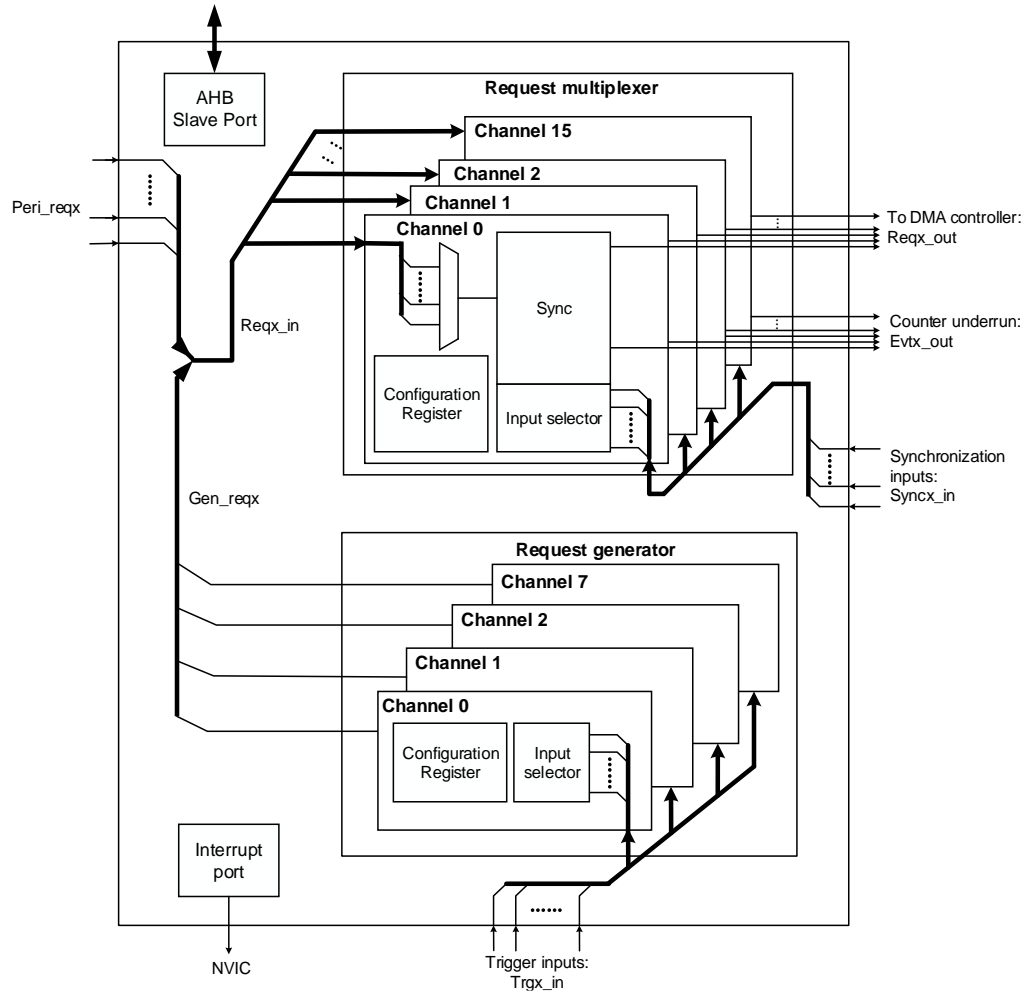 AHB
Slave Port
Request multiplexer
Channel 15
Channel 2
Channel 1
Channel 0
Peri_reqx
To DMA controller:
Reqx_out
Sync
Reqx_in
Counter underrun:
Evtx_out
Configuration
Register
Input selector
Synchronization
inputs:
Syncx_in
Gen_reqx
Request generator
Channel 7
Channel 2
Channel 1
Channel 0
Configuration
Register
Input
selector
Interrupt
port
NVIC
Trigger inputs:
Trgx_in